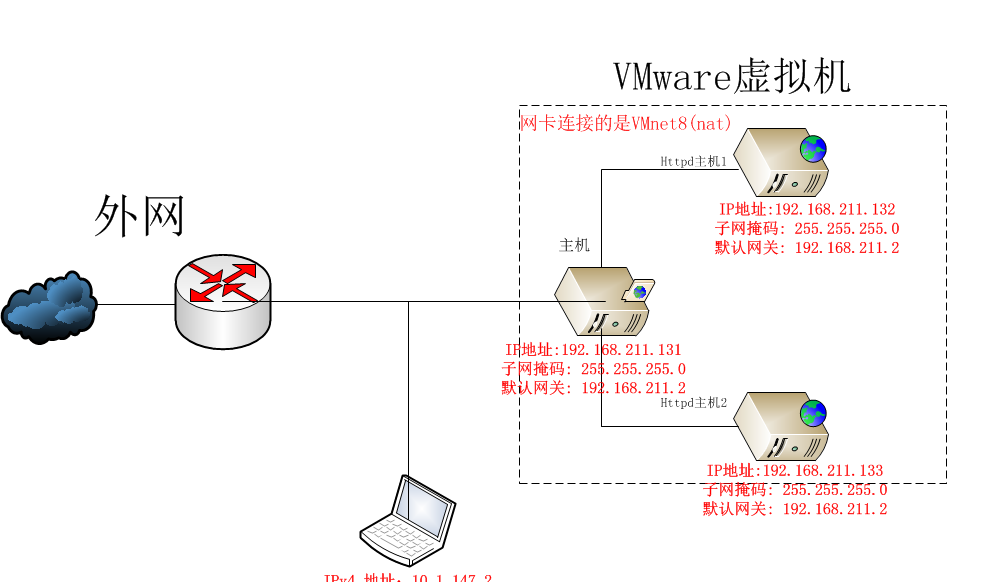 VMware虚拟机
网卡连接的是VMnet8(nat)
Httpd主机1
IP地址:192.168.211.132
子网掩码: 255.255.255.0
默认网关: 192.168.211.2
外网
主机
IP地址:192.168.211.131
子网掩码: 255.255.255.0
默认网关: 192.168.211.2
Httpd主机2
IP地址:192.168.211.133
子网掩码: 255.255.255.0
默认网关: 192.168.211.2
IPv4 地址: 10.1.147.2